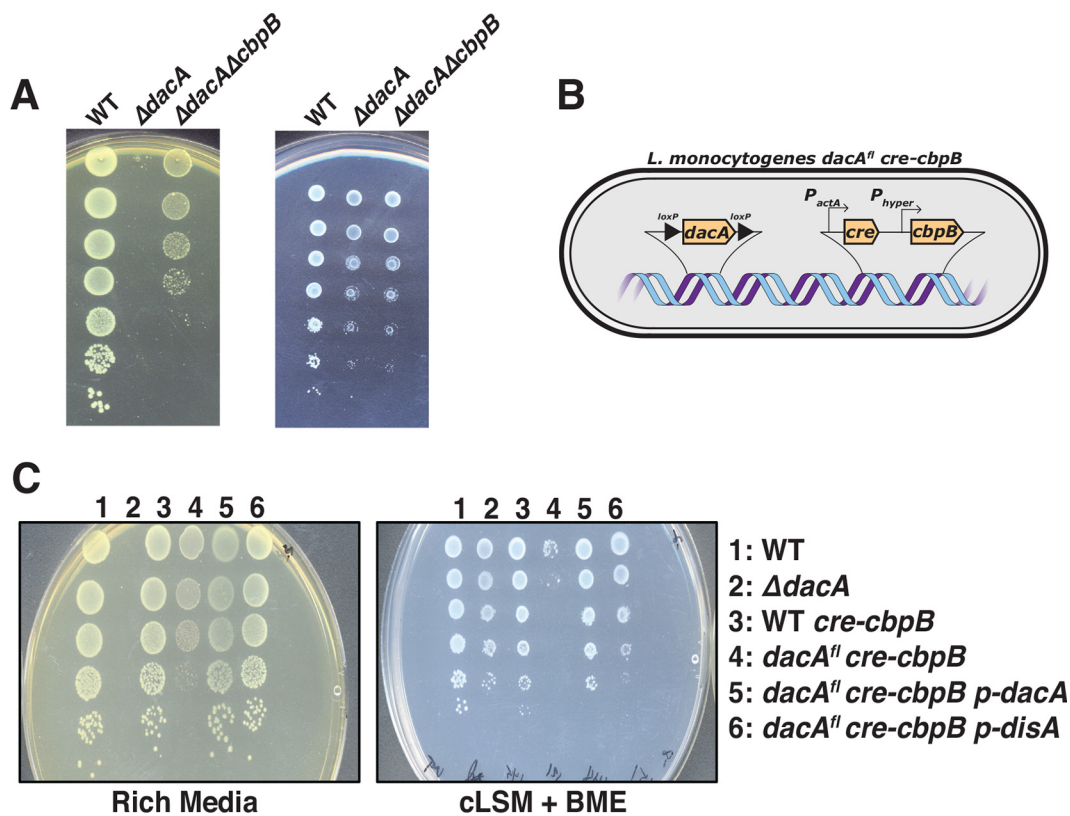 A
WT
ΔdacA
ΔdacAΔcbpB
WT
ΔdacA
ΔdacAΔcbpB
B
L. monocytogenes dacAᶠˡ cre-cbpB
PactA
Phyper
loxP
loxP
dacA
cre
cbpB
C
1 2 3 4 5 6
1 2 3 4 5 6
1: WT
2: ΔdacA
3: WT cre-cbpB
4: dacAᶠˡ cre-cbpB
5: dacAᶠˡ cre-cbpB p-dacA
6: dacAᶠˡ cre-cbpB p-disA
Rich Media
cLSM + BME